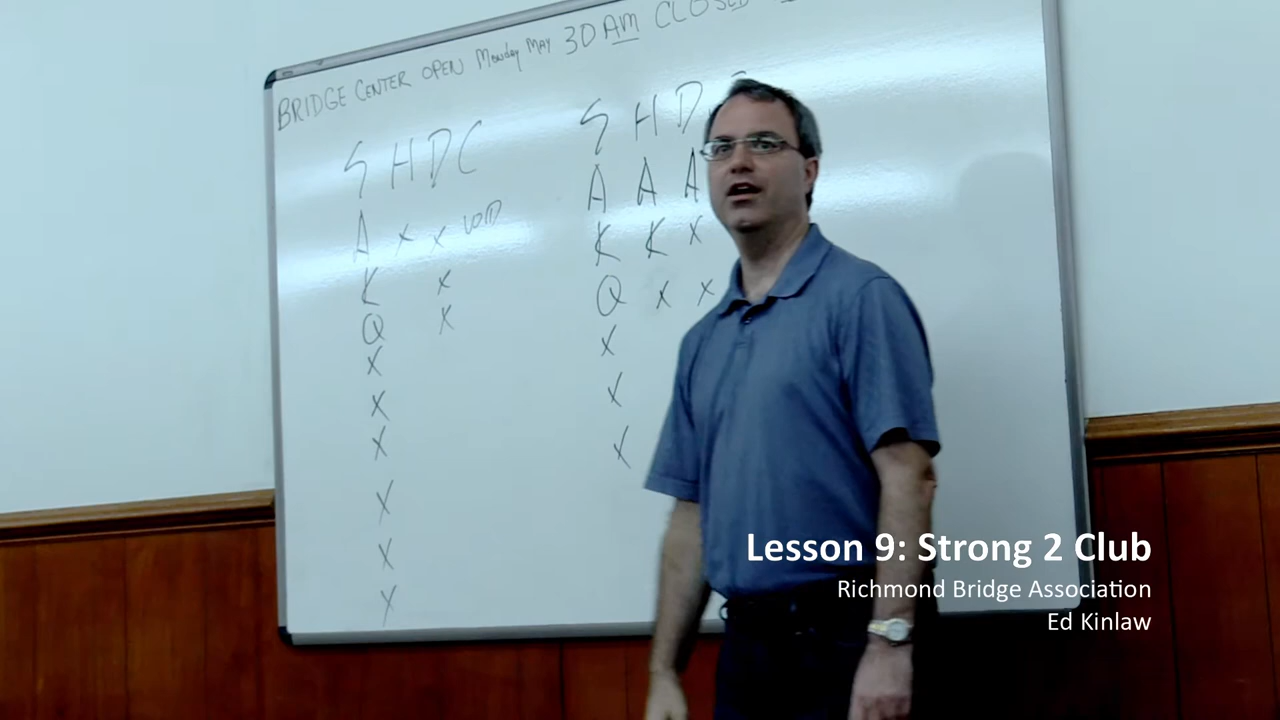 BRIDGE CENTER OPEN Monday MAY 30 AM CLOSED
S H D C
A x x VOID
K x
Q x
x
x
x
x
x
x
S H D
A A A
K K x
Q x x
x
x
x
Lesson 9: Strong 2 Club
Richmond Bridge Association
Ed Kinlaw